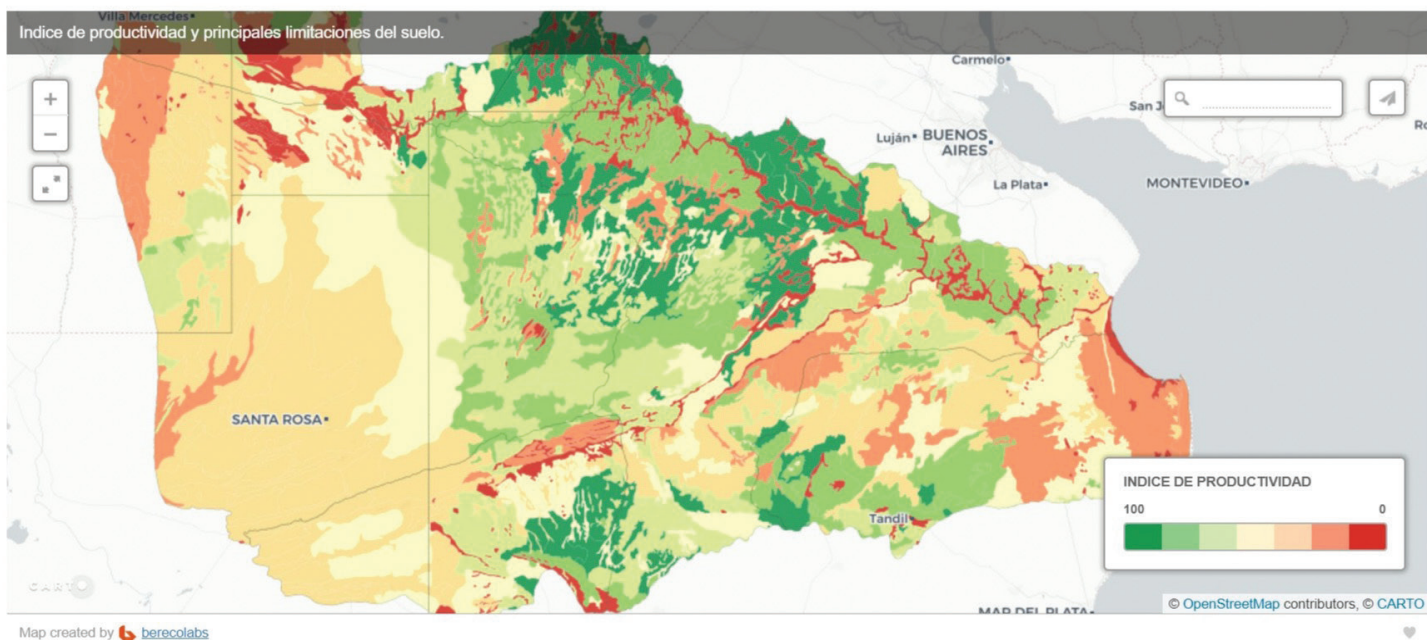 Villa Mercedes
Indice de productividad y principales limitaciones del suelo.
Carmelo
+
−
Luján
BUENOS
AIRES
La Plata
MONTEVIDEO
SANTA ROSA
INDICE DE PRODUCTIVIDAD
100 0
Tandil
CARTO
MAR DEL PLATA
© OpenStreetMap contributors, © CARTO
Map created by berecolabs